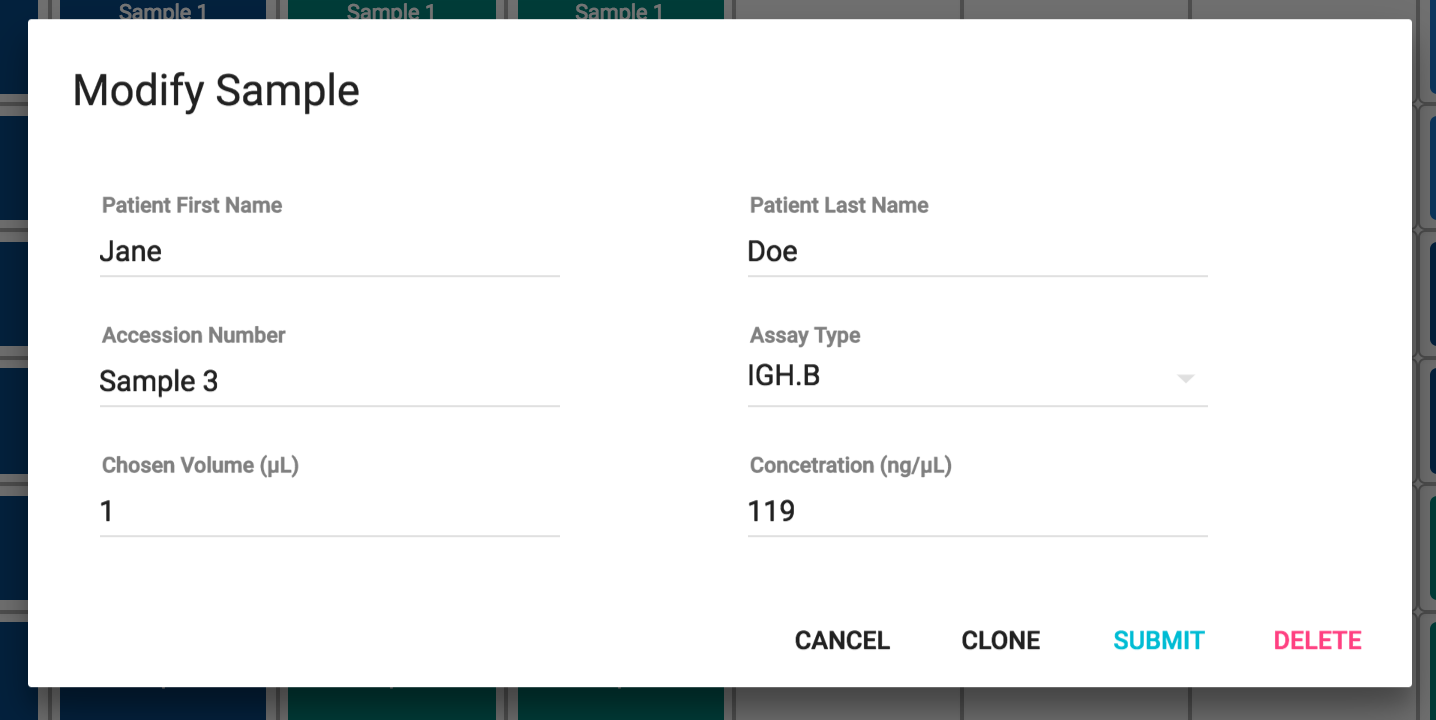 Sample 1 Sample 1 Sample 1
Modify Sample
Patient First Name Patient Last Name
Jane Doe
Accession Number Assay Type
Sample 3 IGH.B
Chosen Volume (µL) Concetration (ng/µL)
1 119
CANCEL CLONE SUBMIT DELETE